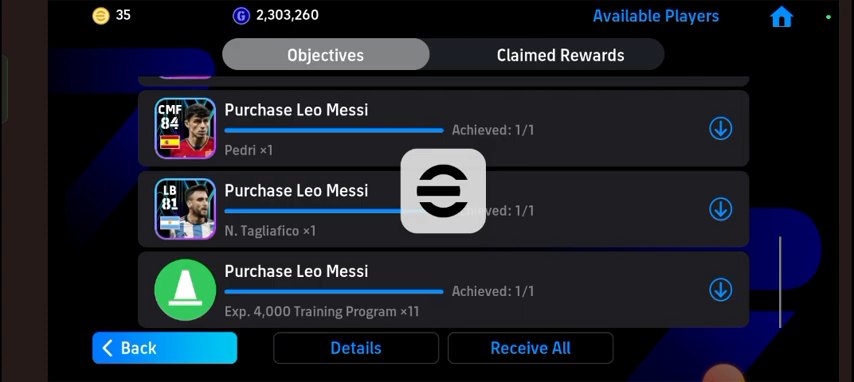 35
G 2,303,260
Available Players
Objectives
Claimed Rewards
CMF
84
Purchase Leo Messi
Achieved: 1/1
Pedri ×1
LB
81
Purchase Leo Messi
ved: 1/1
N. Tagliafico ×1
Purchase Leo Messi
Achieved: 1/1
Exp. 4,000 Training Program ×11
Back
Details
Receive All